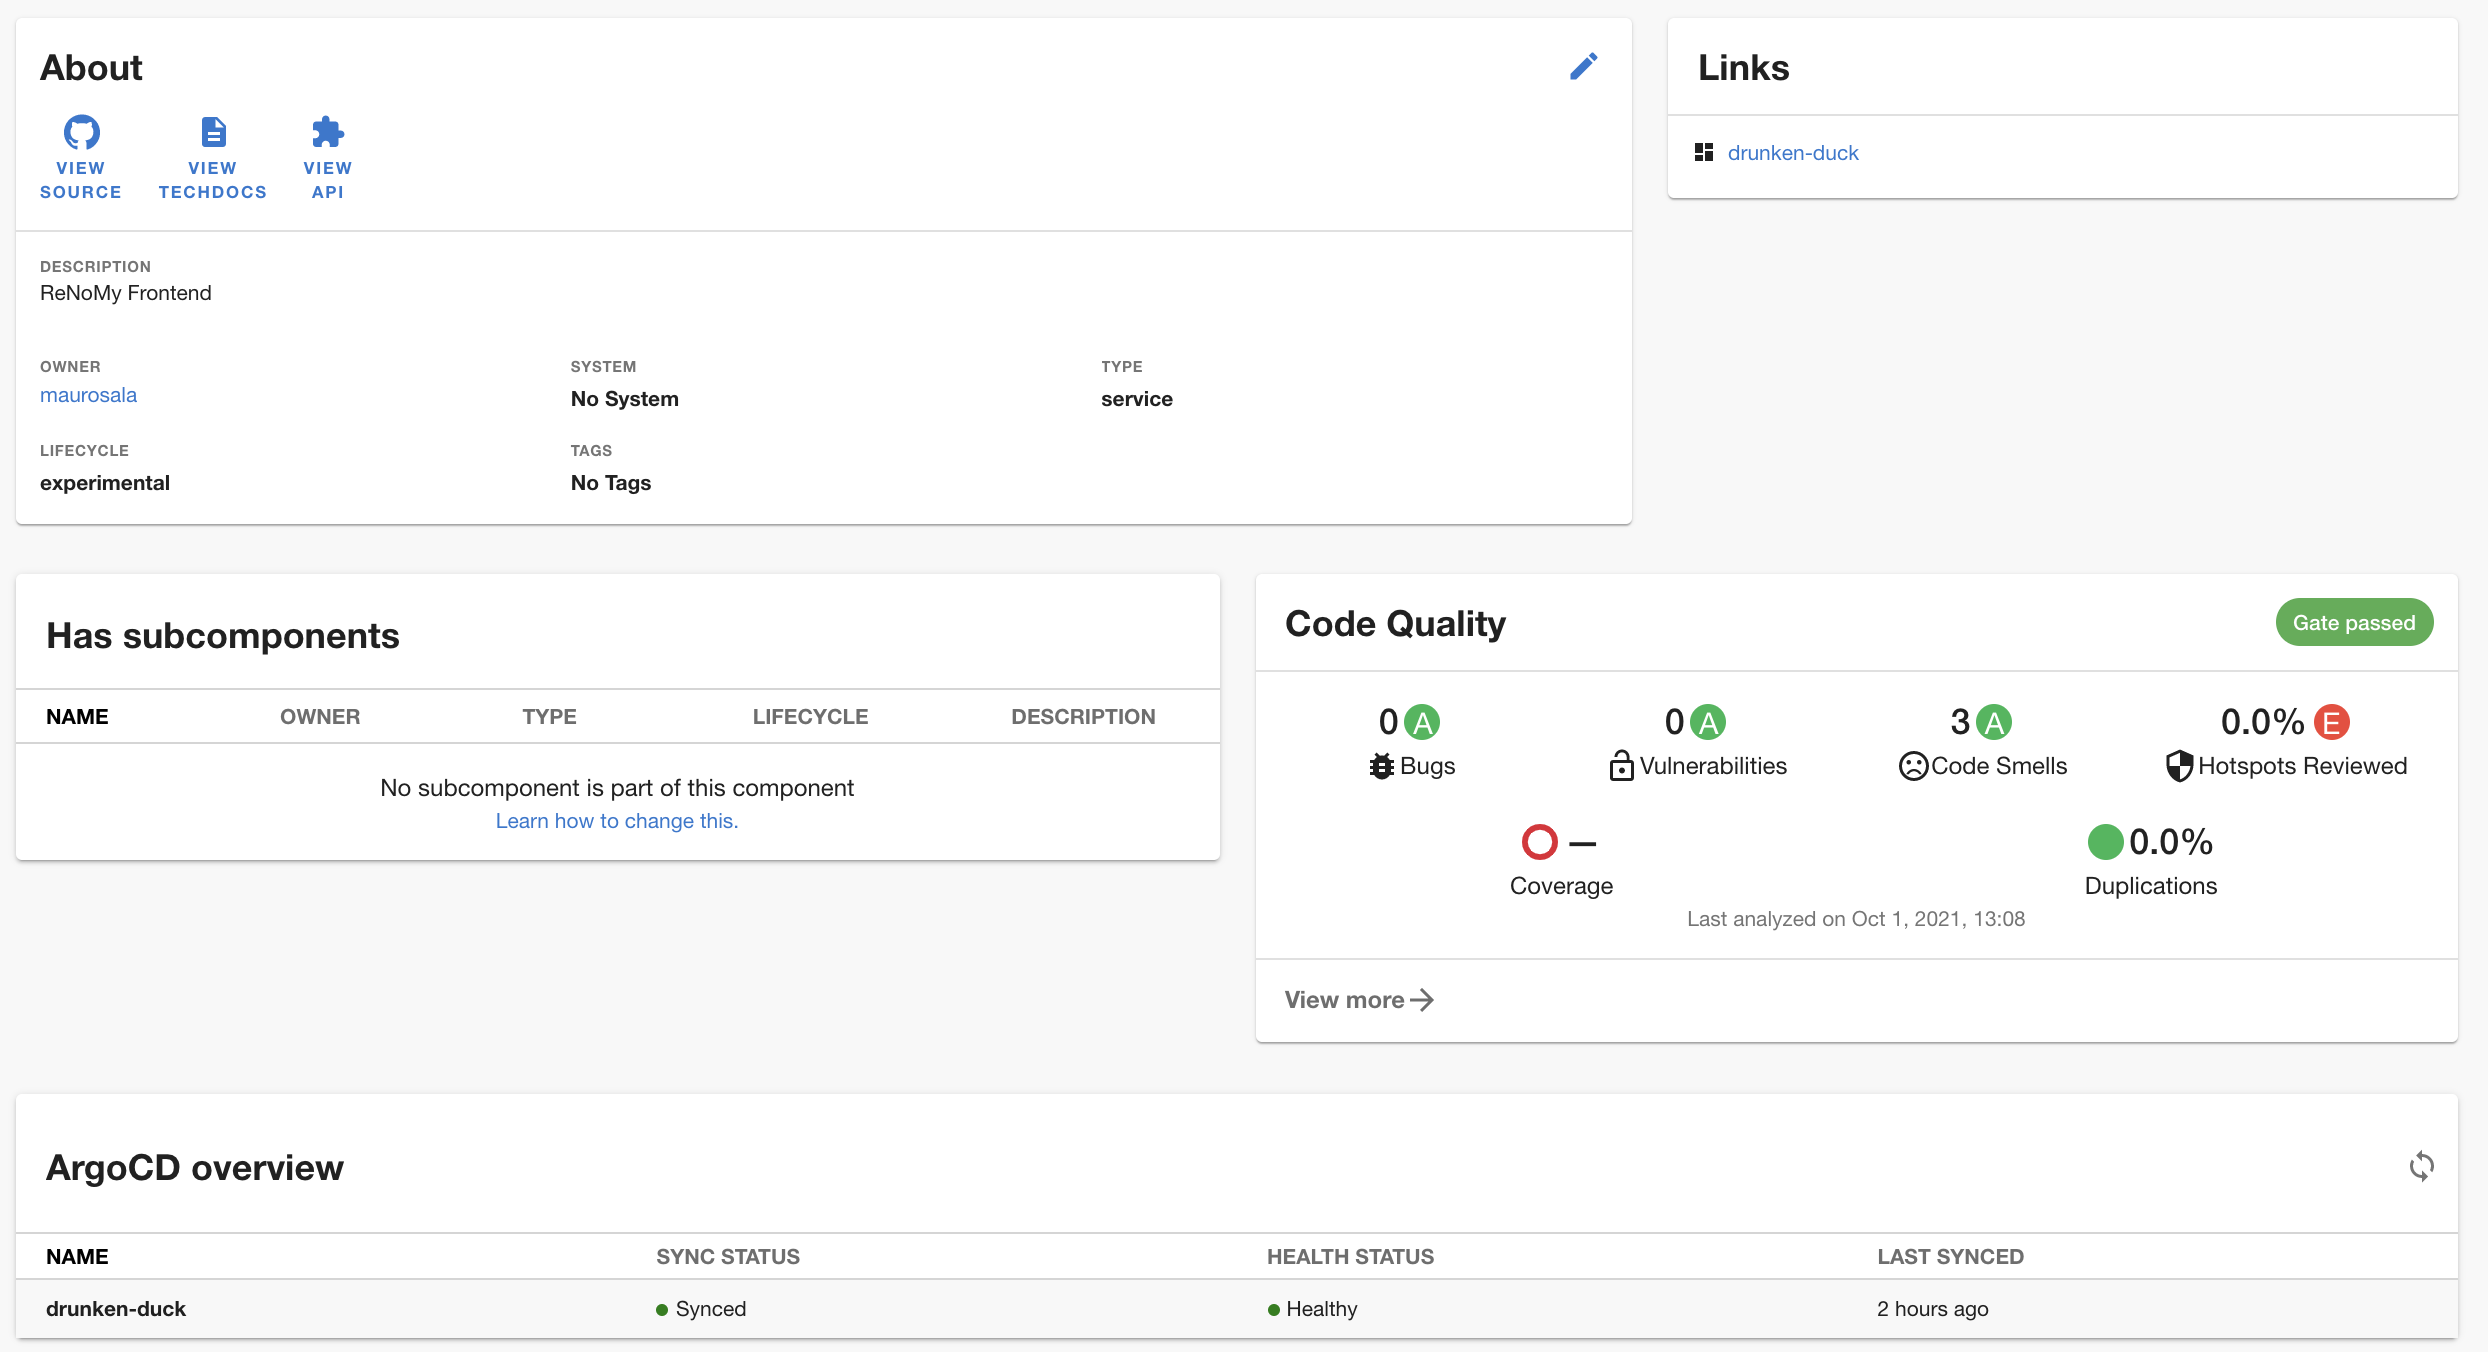 About
VIEW SOURCE
VIEW TECHDOCS
VIEW API
DESCRIPTION
ReNoMy Frontend
OWNER
maurosala
SYSTEM
No System
TYPE
service
LIFECYCLE
experimental
TAGS
No Tags
Links
drunken-duck
Has subcomponents
NAME OWNER TYPE LIFECYCLE DESCRIPTION
No subcomponent is part of this component
Learn how to change this.
Code Quality
Gate passed
0 A
Bugs
0 A
Vulnerabilities
3 A
Code Smells
0.0% E
Hotspots Reviewed
—
Coverage
0.0%
Duplications
Last analyzed on Oct 1, 2021, 13:08
View more
ArgoCD overview
NAME SYNC STATUS HEALTH STATUS LAST SYNCED
drunken-duck Synced Healthy 2 hours ago